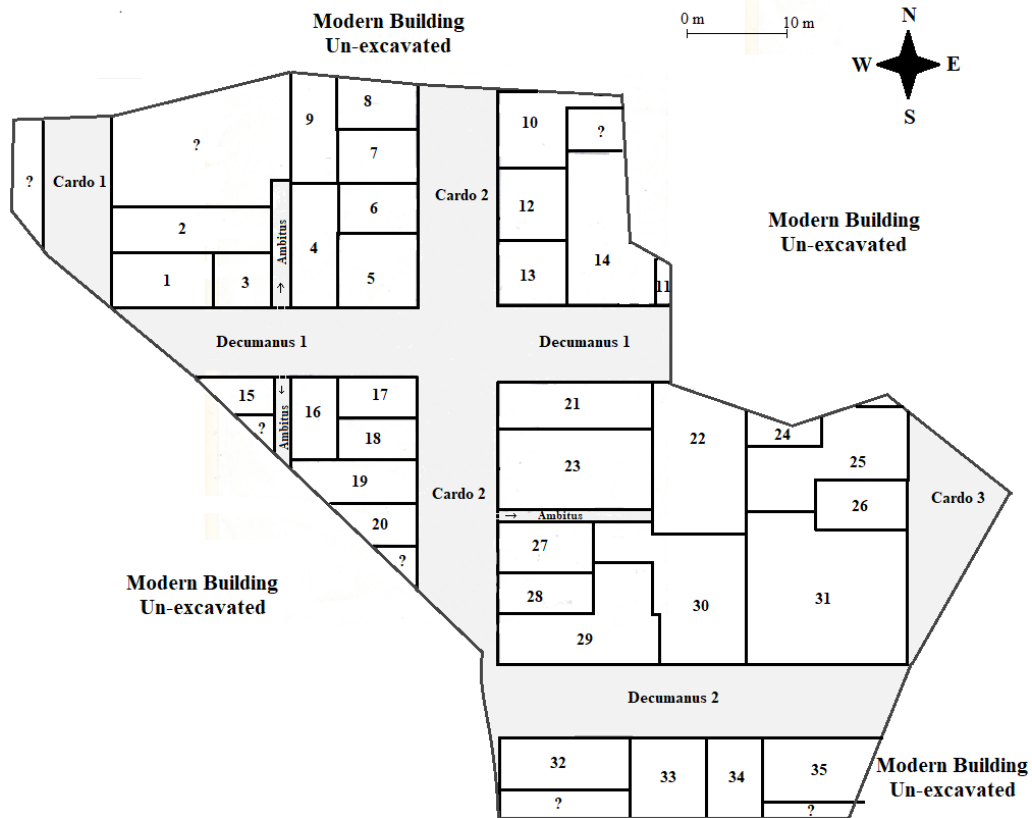 Modern Building
Un-excavated
0 m
10 m
N
W
E
S
8
9
10
?
7
?
?
Cardo 1
Cardo 2
6
12
2
Ambitus
4
Modern Building
Un-excavated
14
13
1
3
5
11
↑
Decumanus 1
Decumanus 1
15
↓
16
17
21
22
?
Ambitus
18
24
25
23
19
Cardo 2
Cardo 3
26
20
→
Ambitus
?
27
Modern Building
Un-excavated
28
30
31
29
Decumanus 2
32
33
34
35
Modern Building
Un-excavated
?
?